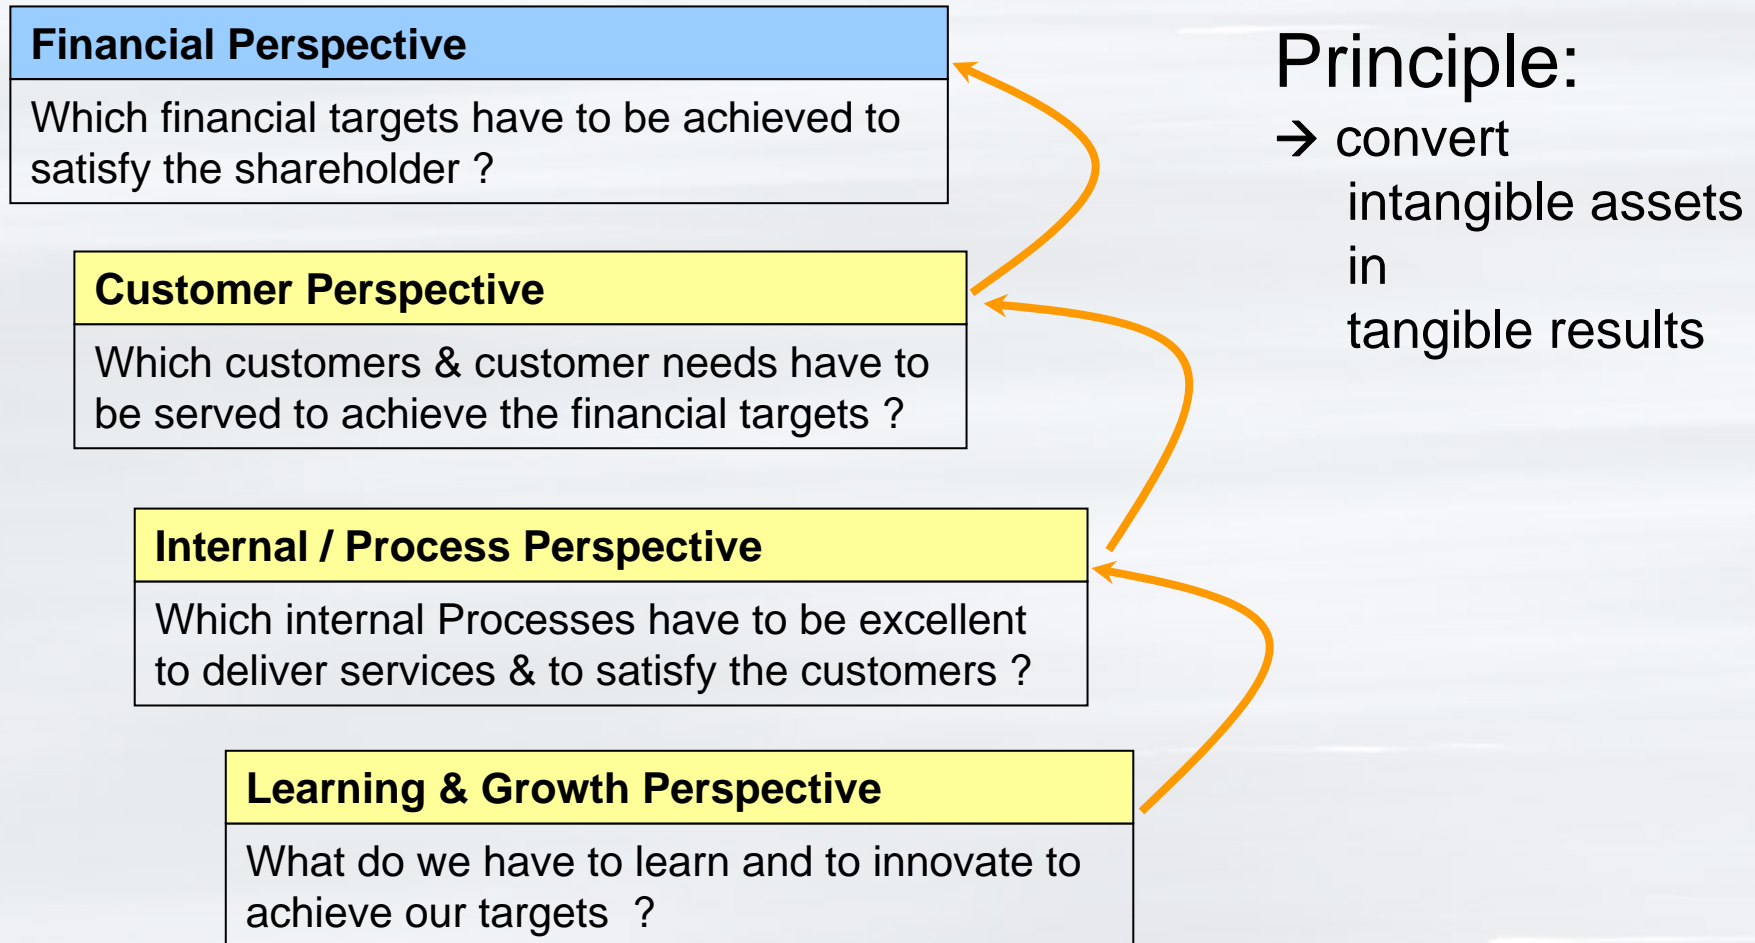 Financial Perspective
Which financial targets have to be achieved to
satisfy the shareholder ?
Customer Perspective
Which customers & customer needs have to
be served to achieve the financial targets ?
Internal / Process Perspective
Which internal Processes have to be excellent
to deliver services & to satisfy the customers ?
Learning & Growth Perspective
What do we have to learn and to innovate to
achieve our targets ?
Principle:
→ convert
intangible assets
in
tangible results